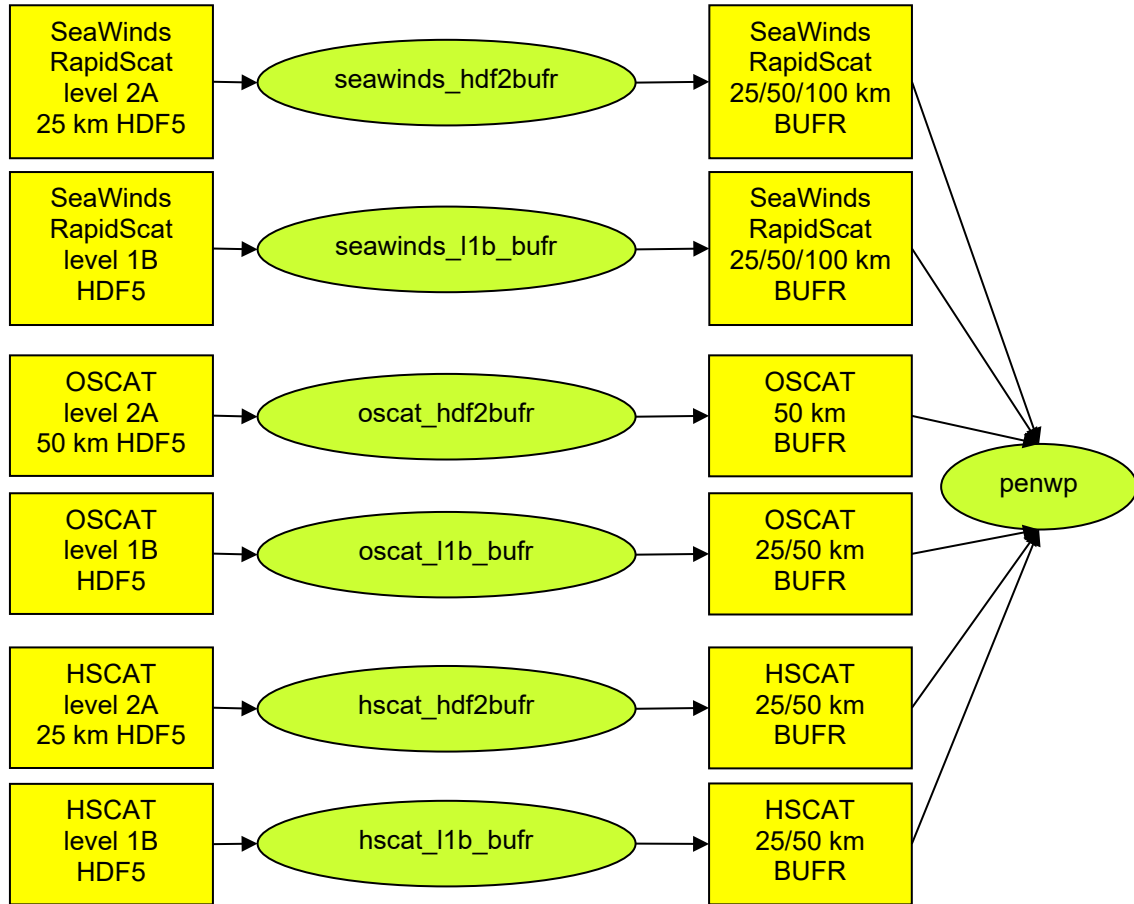 SeaWinds
RapidScat
level 2A
25 km HDF5
seawinds_hdf2bufr
SeaWinds
RapidScat
25/50/100 km
BUFR
SeaWinds
RapidScat
level 1B
HDF5
seawinds_l1b_bufr
SeaWinds
RapidScat
25/50/100 km
BUFR
OSCAT
level 2A
50 km HDF5
oscat_hdf2bufr
OSCAT
50 km
BUFR
penwp
OSCAT
level 1B
HDF5
oscat_l1b_bufr
OSCAT
25/50 km
BUFR
HSCAT
level 2A
25 km HDF5
hscat_hdf2bufr
HSCAT
25/50 km
BUFR
HSCAT
level 1B
HDF5
hscat_l1b_bufr
HSCAT
25/50 km
BUFR